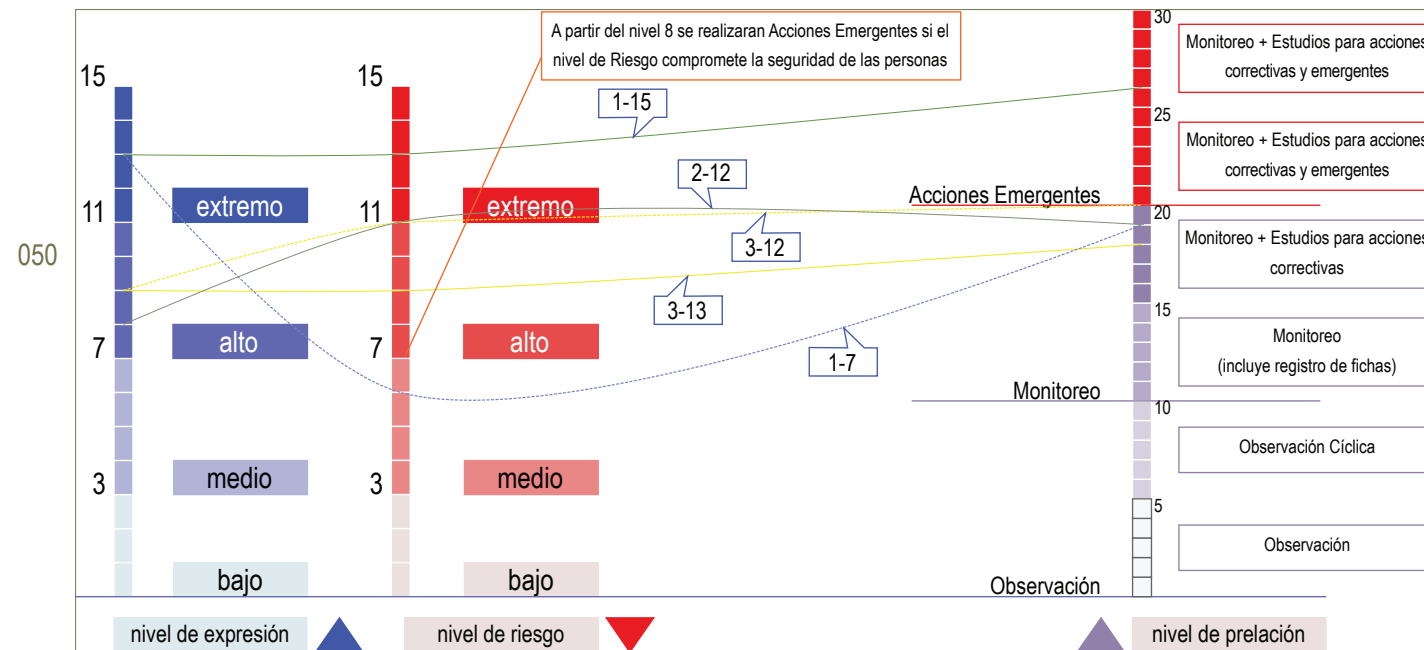 A partir del nivel 8 se realizaran Acciones Emergentes si el
nivel de Riesgo compromete la seguridad de las personas
30
Monitoreo + Estudios para acciones
correctivas y emergentes
15
15
1-15
25
Monitoreo + Estudios para acciones
correctivas y emergentes
2-12
Acciones Emergentes
11
extremo
11
extremo
20
3-12
Monitoreo + Estudios para acciones
correctivas
050
3-13
15
7
alto
7
alto
1-7
Monitoreo
(incluye registro de fichas)
Monitoreo
10
Observación Cíclica
3
medio
3
medio
5
Observación
bajo
bajo
Observación
nivel de expresión
nivel de riesgo
nivel de prelación